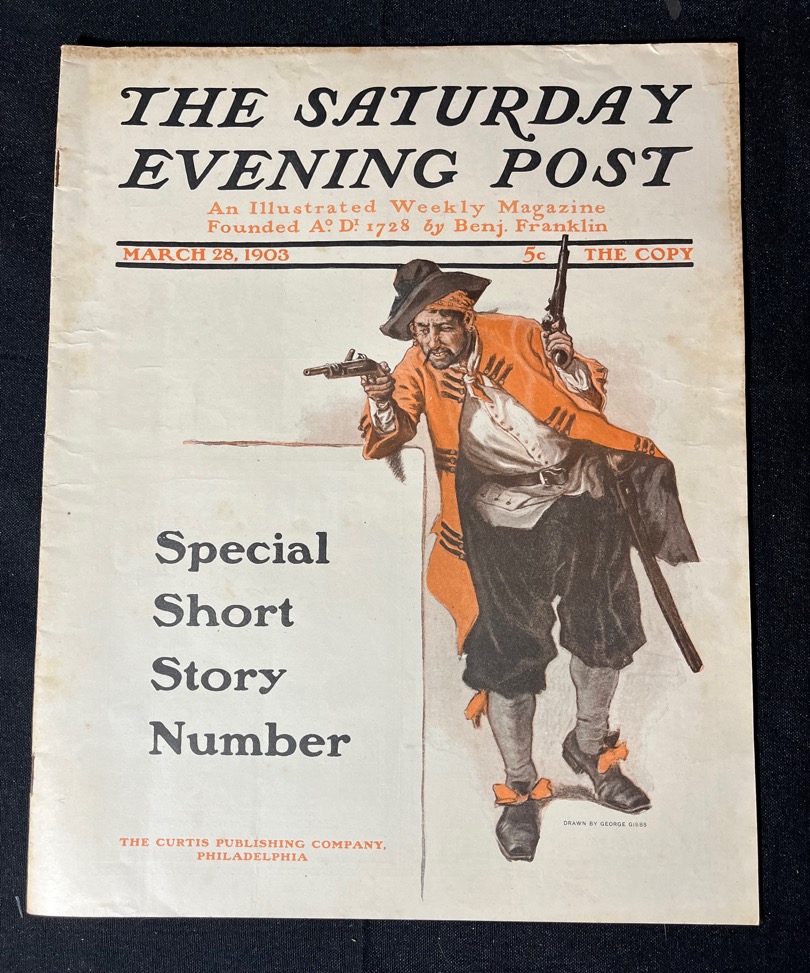 THE SATURDAY
EVENING POST
An Illustrated Weekly Magazine
Founded Aº Dⁱ 1728 by Benj. Franklin
MARCH 28, 1903 5c THE COPY
Special
Short
Story
Number
DRAWN BY GEORGE GIBBS
THE CURTIS PUBLISHING COMPANY,
PHILADELPHIA